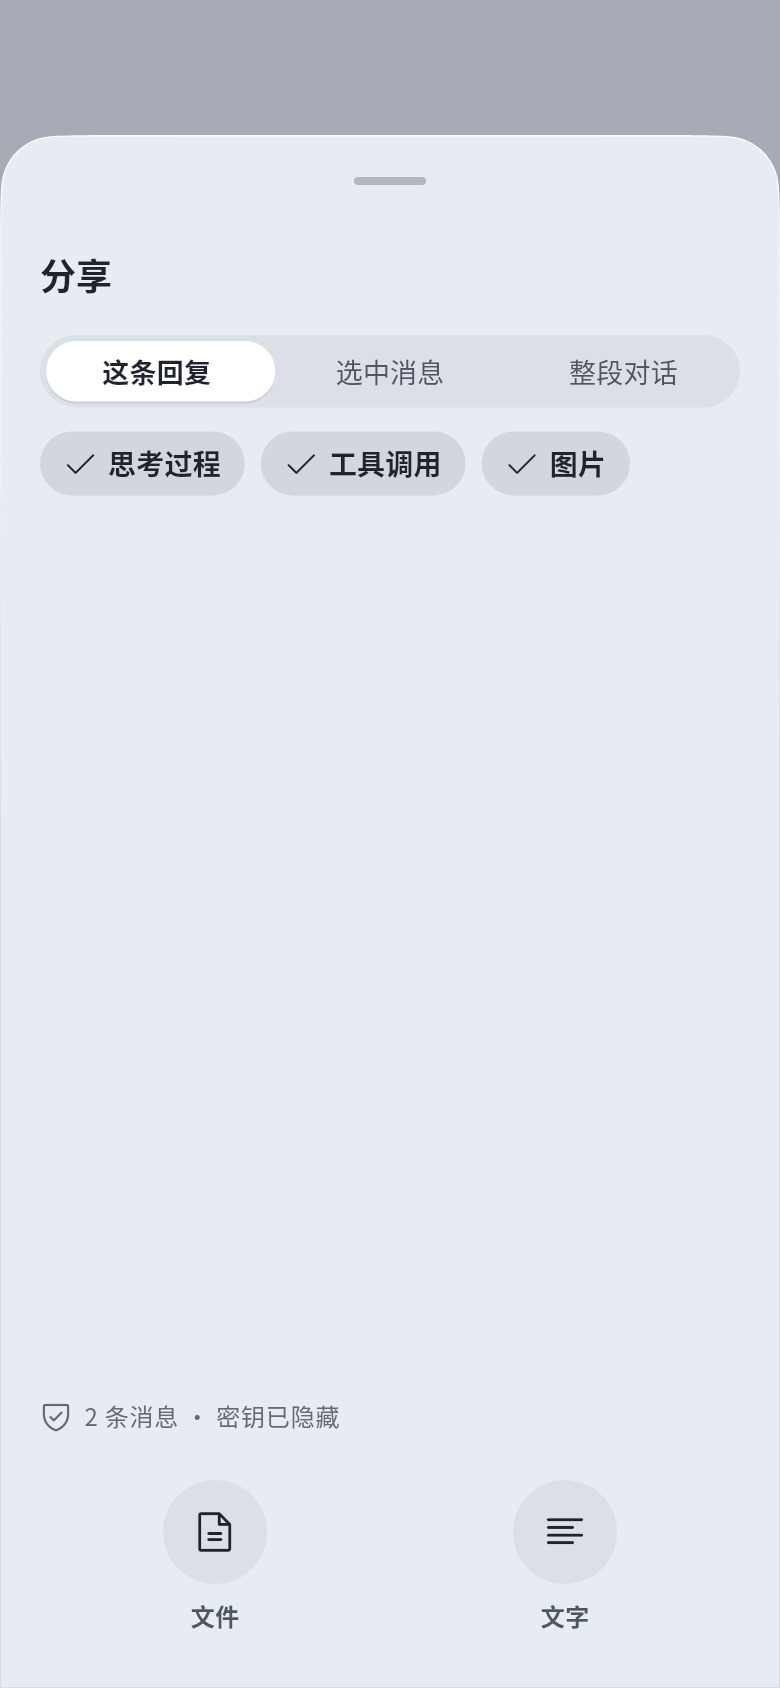 分享
这条回复 选中消息 整段对话
思考过程 工具调用 图片
2 条消息 · 密钥已隐藏
文件 文字